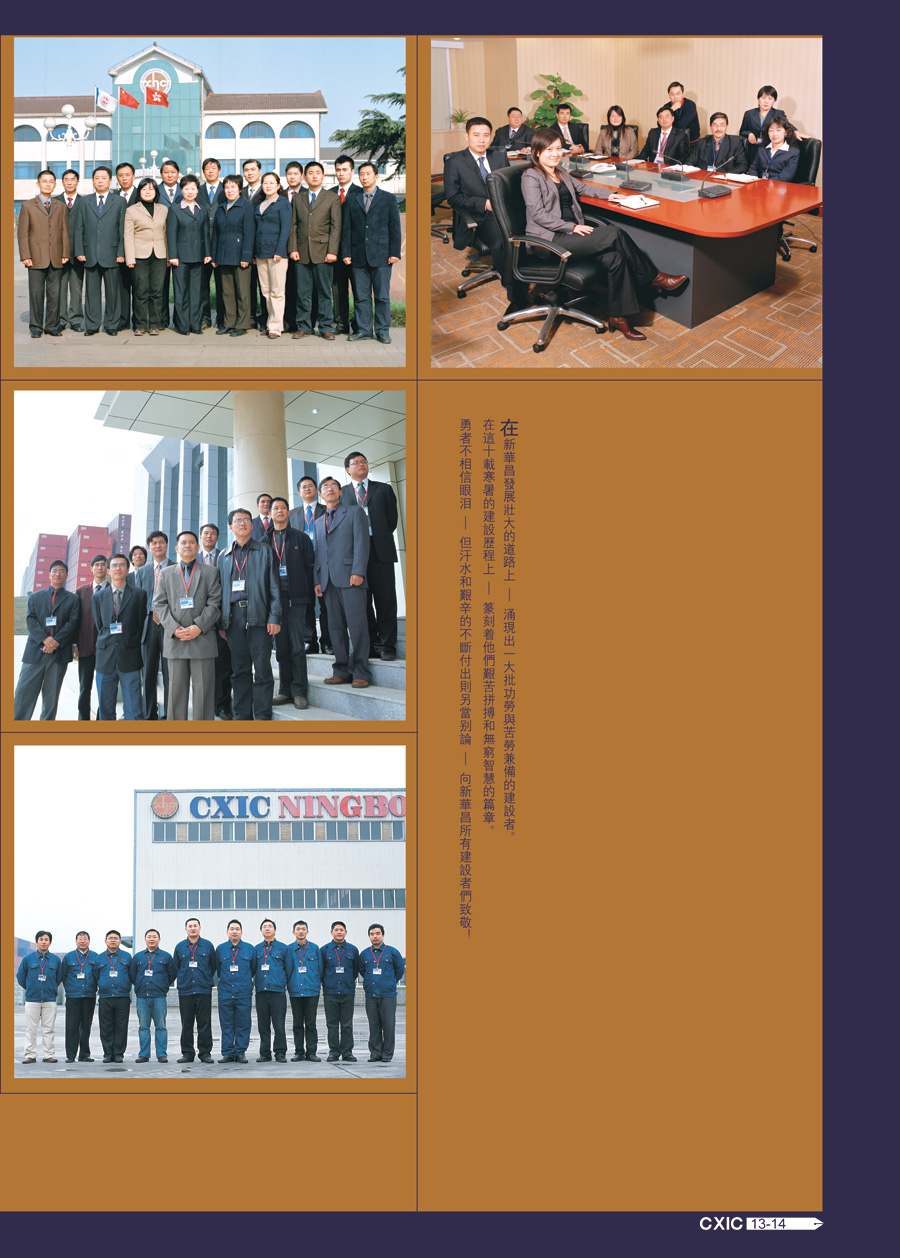 CXIC NINGBO
在新華昌發展壯大的道路上 — 涌現出一大批功勞與苦勞兼備的建設者。
在這十載寒暑的建設歷程上 — 篆刻着他們艱苦拼搏和無窮智慧的篇章。
勇者不相信眼泪 — 但汗水和艱辛的不斷付出則另當别論 — 向新華昌所有建設者們致敬!
CXIC 13-14